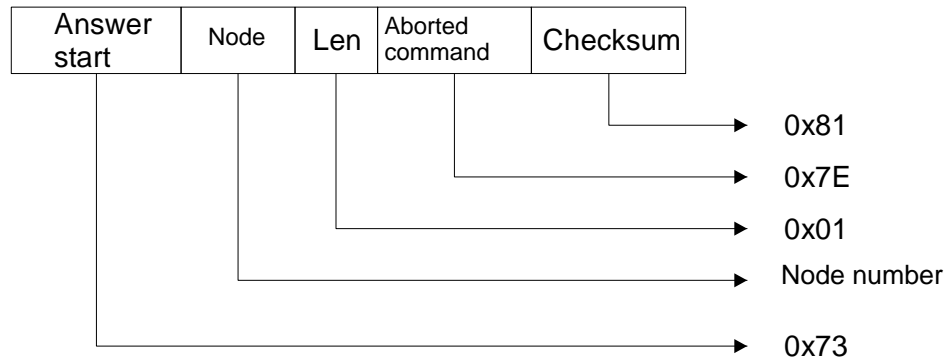 Answer
start
Node
Len
Aborted
command
Checksum
0x81
0x7E
0x01
Node number
0x73